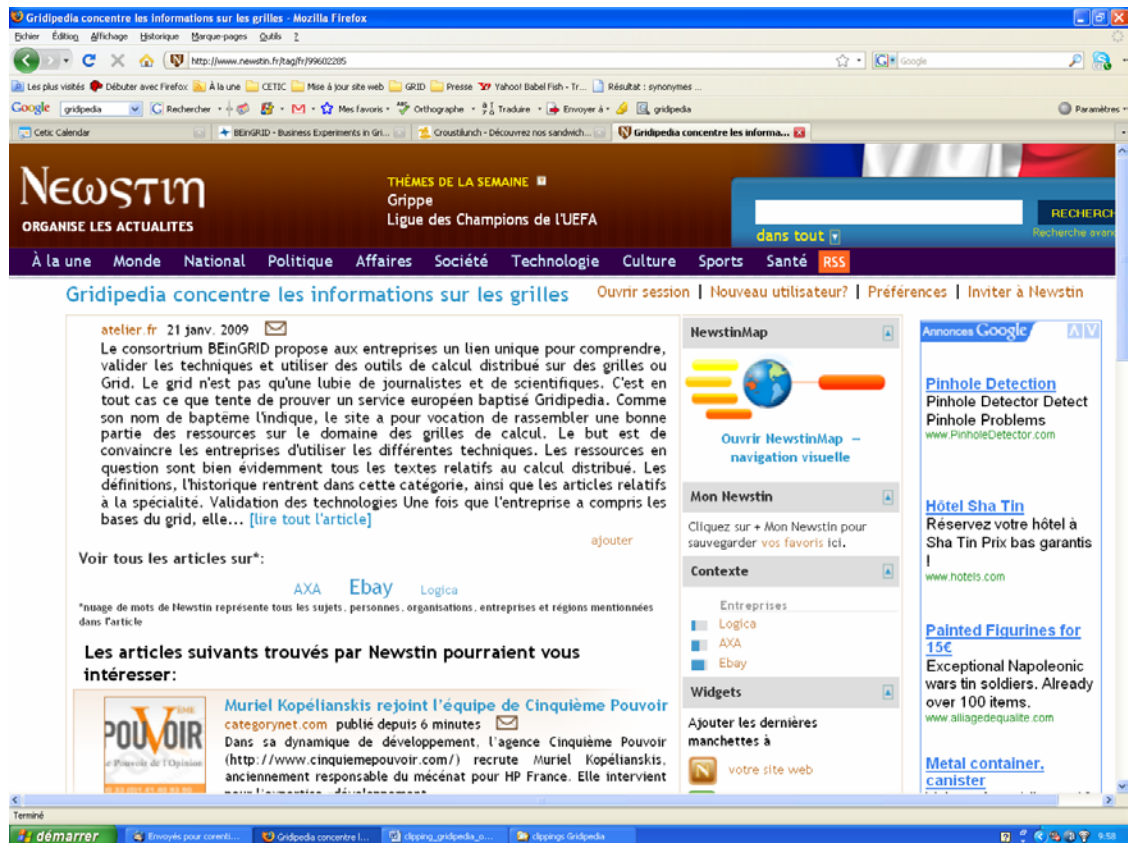 Gridipedia concentre les informations sur les grilles - Mozilla Firefox
Fichier Édition Affichage Historique Marque-pages Outils ?
http://www.newstin.fr/tag/fr/99602285
Google
Les plus visités Débuter avec Firefox À la une CETIC Mise à jour site web GRID Presse Yahoo! Babel Fish - Tr... Résultat : synonymes ...
Google gridpedia Rechercher Mes favoris Orthographe Traduire Envoyer à gridpedia Paramètres
Cetic Calendar BEinGRID - Business Experiments in Gri... Croustilunch - Découvrez nos sandwich... Gridipedia concentre les informa...
Newstin
ORGANISE LES ACTUALITES
THÈMES DE LA SEMAINE
Grippe
Ligue des Champions de l'UEFA
RECHERCH
dans tout
Recherche avanc
À la une Monde National Politique Affaires Société Technologie Culture Sports Santé RSS
Gridipedia concentre les informations sur les grilles
Ouvrir session | Nouveau utilisateur? | Préférences | Inviter à Newstin
atelier.fr 21 janv. 2009
Le consortrium BEinGRID propose aux entreprises un lien unique pour comprendre,
valider les techniques et utiliser des outils de calcul distribué sur des grilles ou
Grid. Le grid n'est pas qu'une lubie de journalistes et de scientifiques. C'est en
tout cas ce que tente de prouver un service européen baptisé Gridipedia. Comme
son nom de baptême l'indique, le site a pour vocation de rassembler une bonne
partie des ressources sur le domaine des grilles de calcul. Le but est de
convaincre les entreprises d'utiliser les différentes techniques. Les ressources en
question sont bien évidemment tous les textes relatifs au calcul distribué. Les
définitions, l'historique rentrent dans cette catégorie, ainsi que les articles relatifs
à la spécialité. Validation des technologies Une fois que l'entreprise a compris les
bases du grid, elle... [lire tout l'article]
ajouter
Voir tous les articles sur*:
AXA Ebay Logica
*nuage de mots de Newstin représente tous les sujets, personnes, organisations, entreprises et régions mentionnées
dans l'article
Les articles suivants trouvés par Newstin pourraient vous
intéresser:
VÈME
POUVOIR
e Pouvoir de l'Opinion
Muriel Kopélianskis rejoint l'équipe de Cinquième Pouvoir
categorynet.com publié depuis 6 minutes
Dans sa dynamique de développement, l'agence Cinquième Pouvoir
(http://www.cinquiemepouvoir.com/) recrute Muriel Kopélianskis,
anciennement responsable du mécénat pour HP France. Elle intervient
pour l'expertise «développement
NewstinMap
Ouvrir NewstinMap –
navigation visuelle
Mon Newstin
Cliquez sur + Mon Newstin pour
sauvegarder vos favoris ici.
Contexte
Entreprises
Logica
AXA
Ebay
Widgets
Ajouter les dernières
manchettes à
votre site web
Annonces Google
Pinhole Detection
Pinhole Detector Detect
Pinhole Problems
www.PinholeDetector.com
Hôtel Sha Tin
Réservez votre hôtel à
Sha Tin Prix bas garantis
!
www.hotels.com
Painted Figurines for
15€
Exceptional Napoleonic
wars tin soldiers. Already
over 100 items.
www.alliagedequalite.com
Metal container,
canister
Terminé
démarrer Envoyés pour corenti... Gridipedia concentre l... clipping_gridpedia_o... clippings Gridpedia 9:58